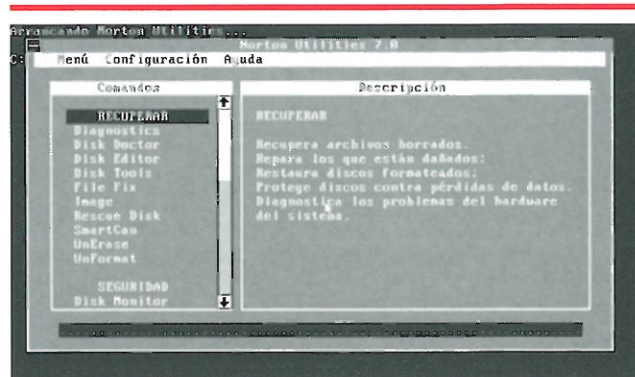 Arrancando Norton Utilities...
Norton Utilities 7.0
C:
Menú Configuración Ayuda
Comandos
RECUPERAR
Diagnostics
Disk Doctor
Disk Editor
Disk Tools
File Fix
Image
Rescue Disk
SmartCan
UnErase
UnFormat
SEGURIDAD
Disk Monitor
Descripción
RECUPERAR
Recupera archivos borrados.
Repara los que están dañados;
Restaura discos formateados;
Protege discos contra pérdidas de datos.
Diagnostica los problemas del hardware
del sistema.